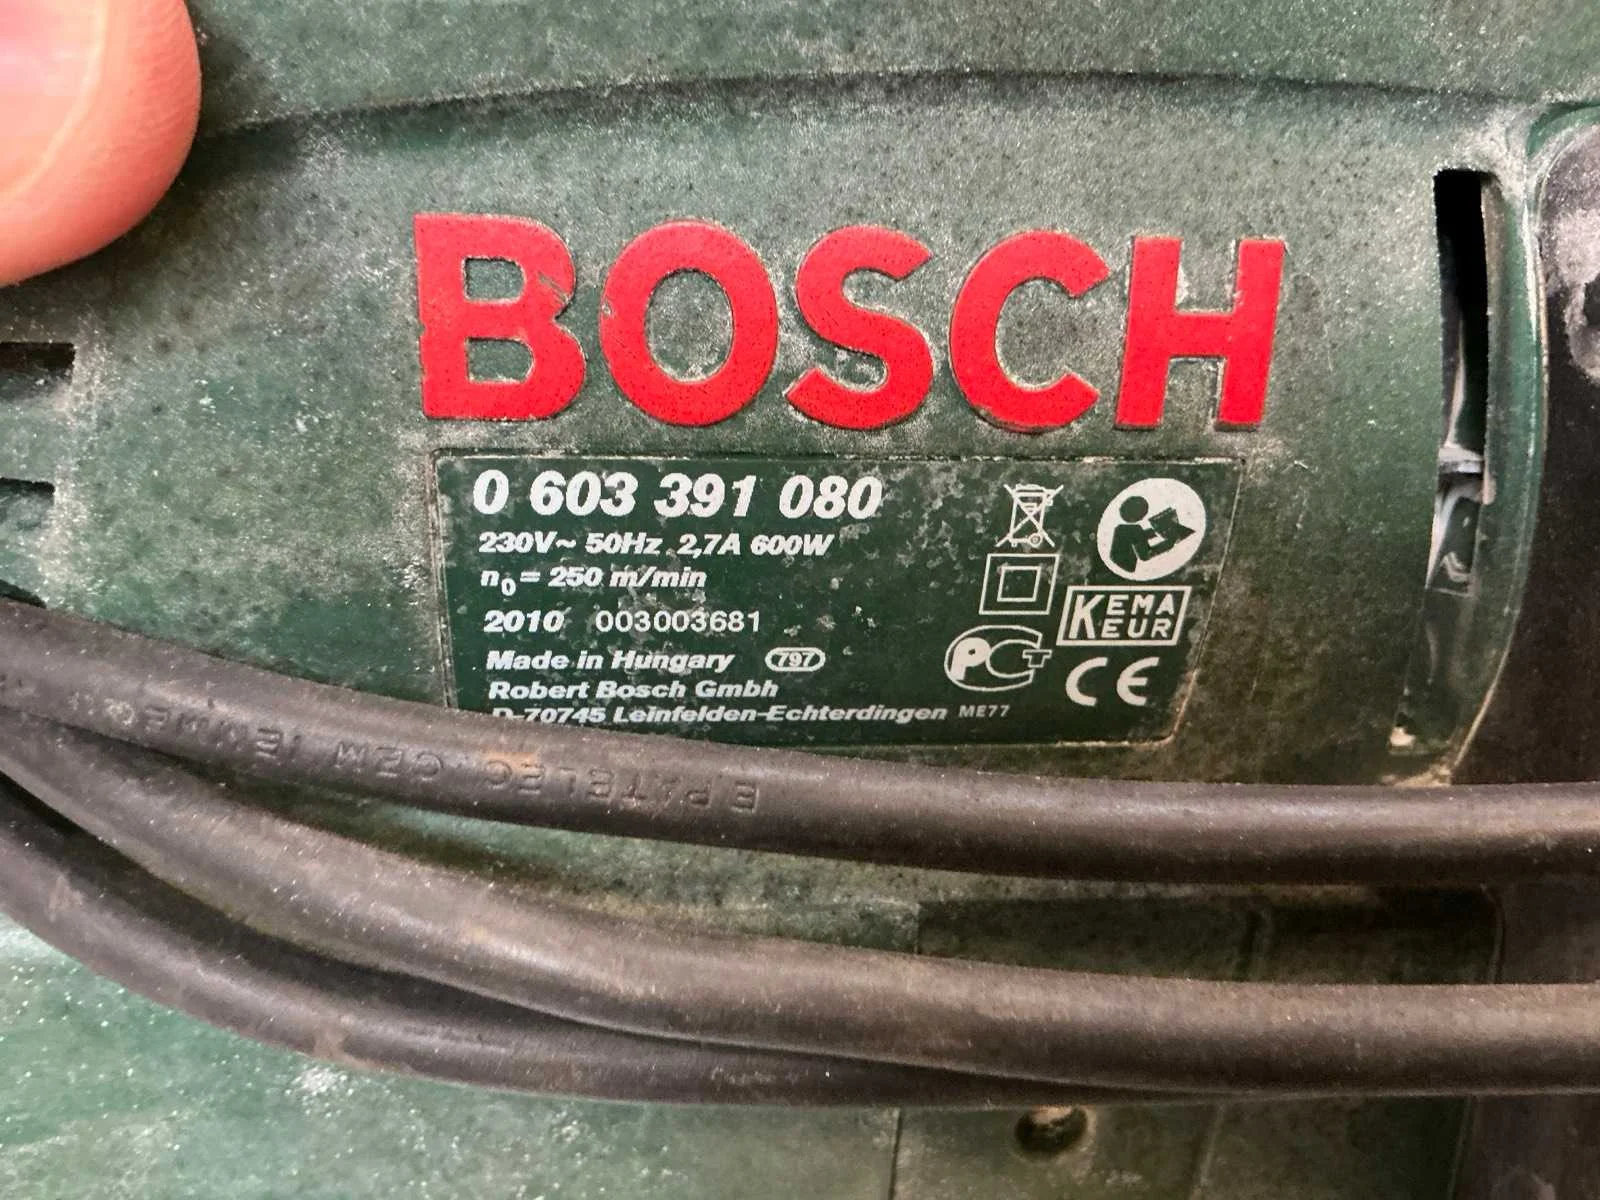 BOSCH
0 603 391 080
230V~ 50Hz 2,7A 600W
n₀ = 250 m/min
2010 003003681
Made in Hungary 797
Robert Bosch Gmbh
D-70745 Leinfelden-Echterdingen ME77
KEMA
KEUR
PCT
CE